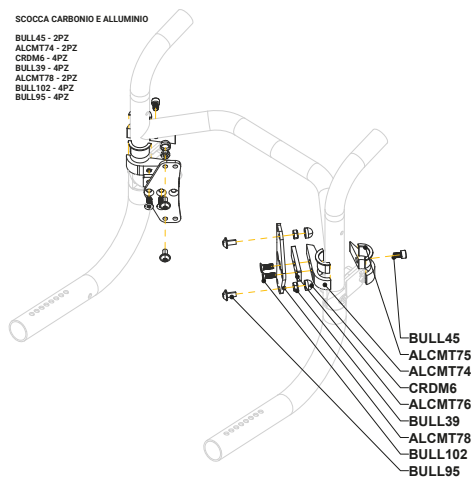 SCOCCA CARBONIO E ALLUMINIO
BULL45 - 2PZ
ALCMT74 - 2PZ
CRDM6 - 4PZ
BULL39 - 4PZ
ALCMT78 - 2PZ
BULL102 - 4PZ
BULL95 - 4PZ
BULL45
ALCMT75
ALCMT74
CRDM6
ALCMT76
BULL39
ALCMT78
BULL102
BULL95